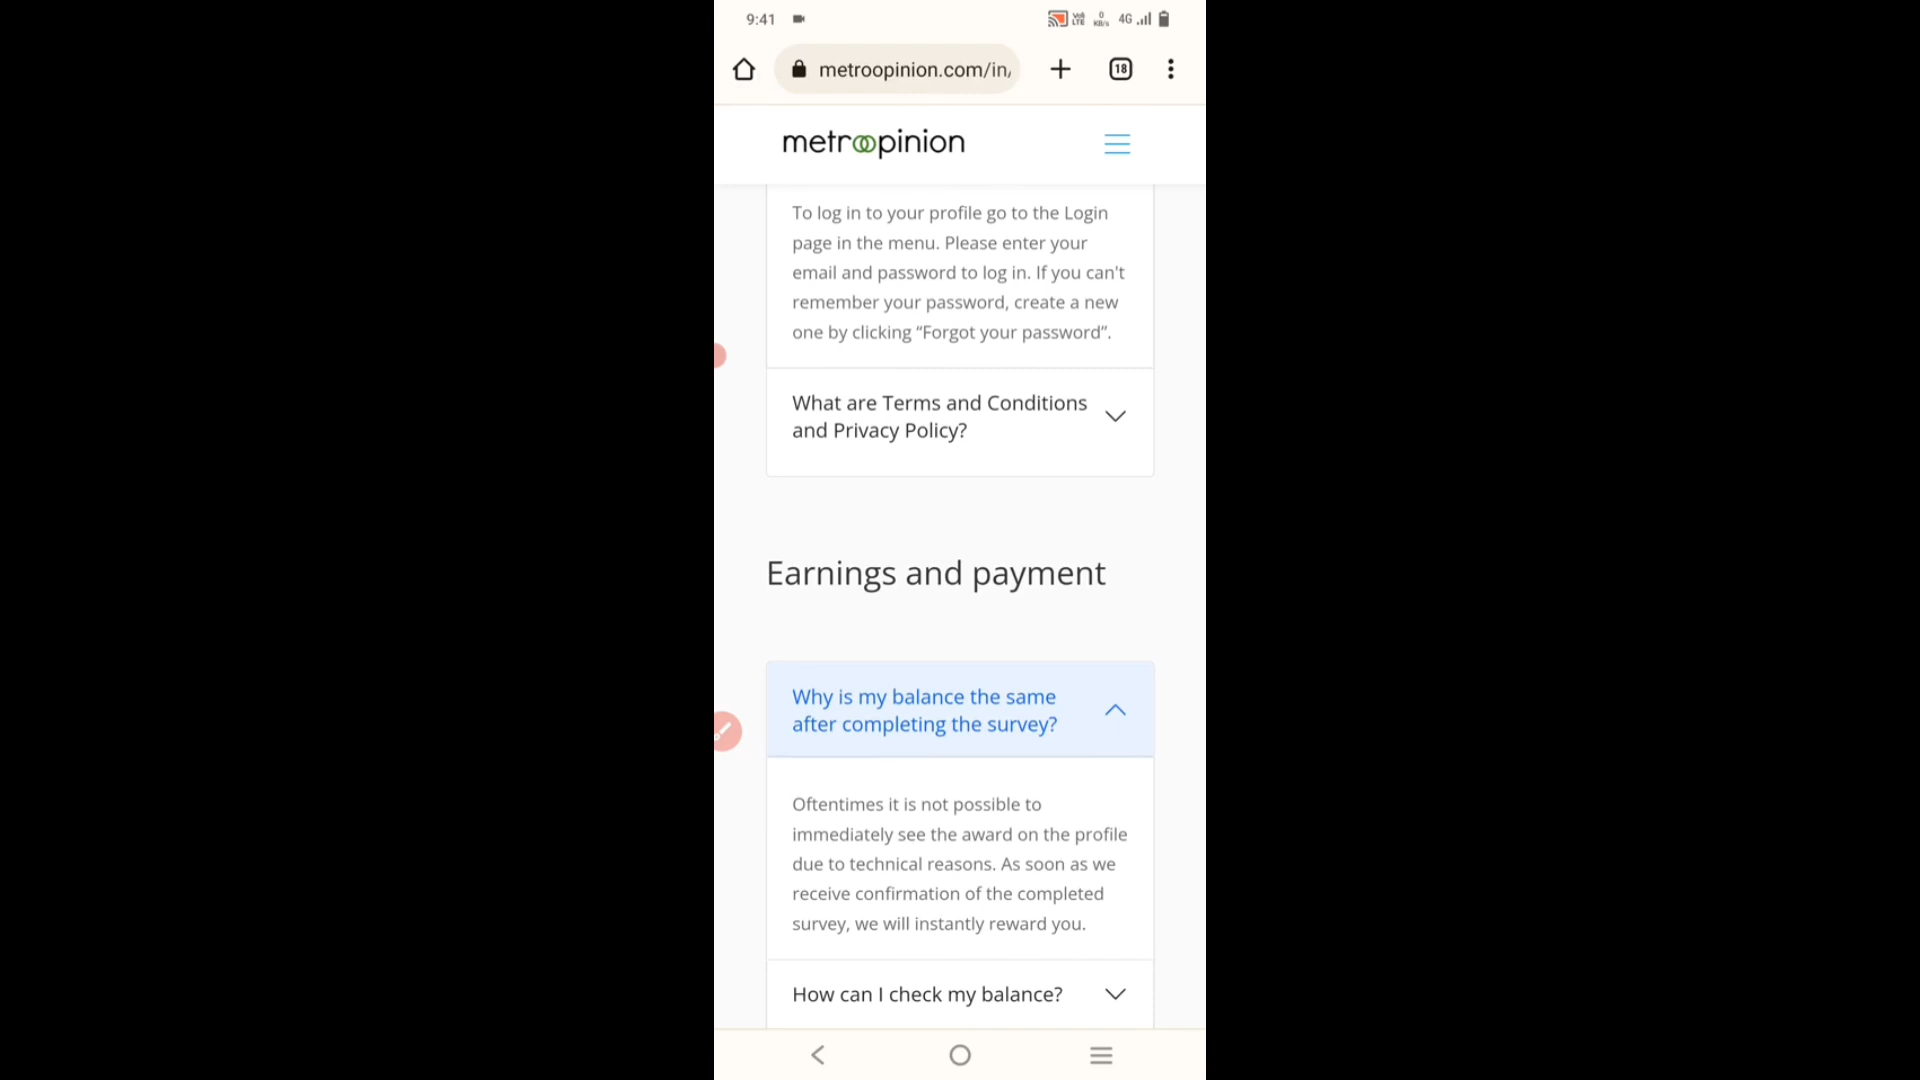 9:41
Vo)) LTE
0 KB/s
4G
metroopinion.com/in/
18
metroopinion
To log in to your profile go to the Login
page in the menu. Please enter your
email and password to log in. If you can't
remember your password, create a new
one by clicking “Forgot your password”.
What are Terms and Conditions
and Privacy Policy?
Earnings and payment
Why is my balance the same
after completing the survey?
Oftentimes it is not possible to
immediately see the award on the profile
due to technical reasons. As soon as we
receive confirmation of the completed
survey, we will instantly reward you.
How can I check my balance?